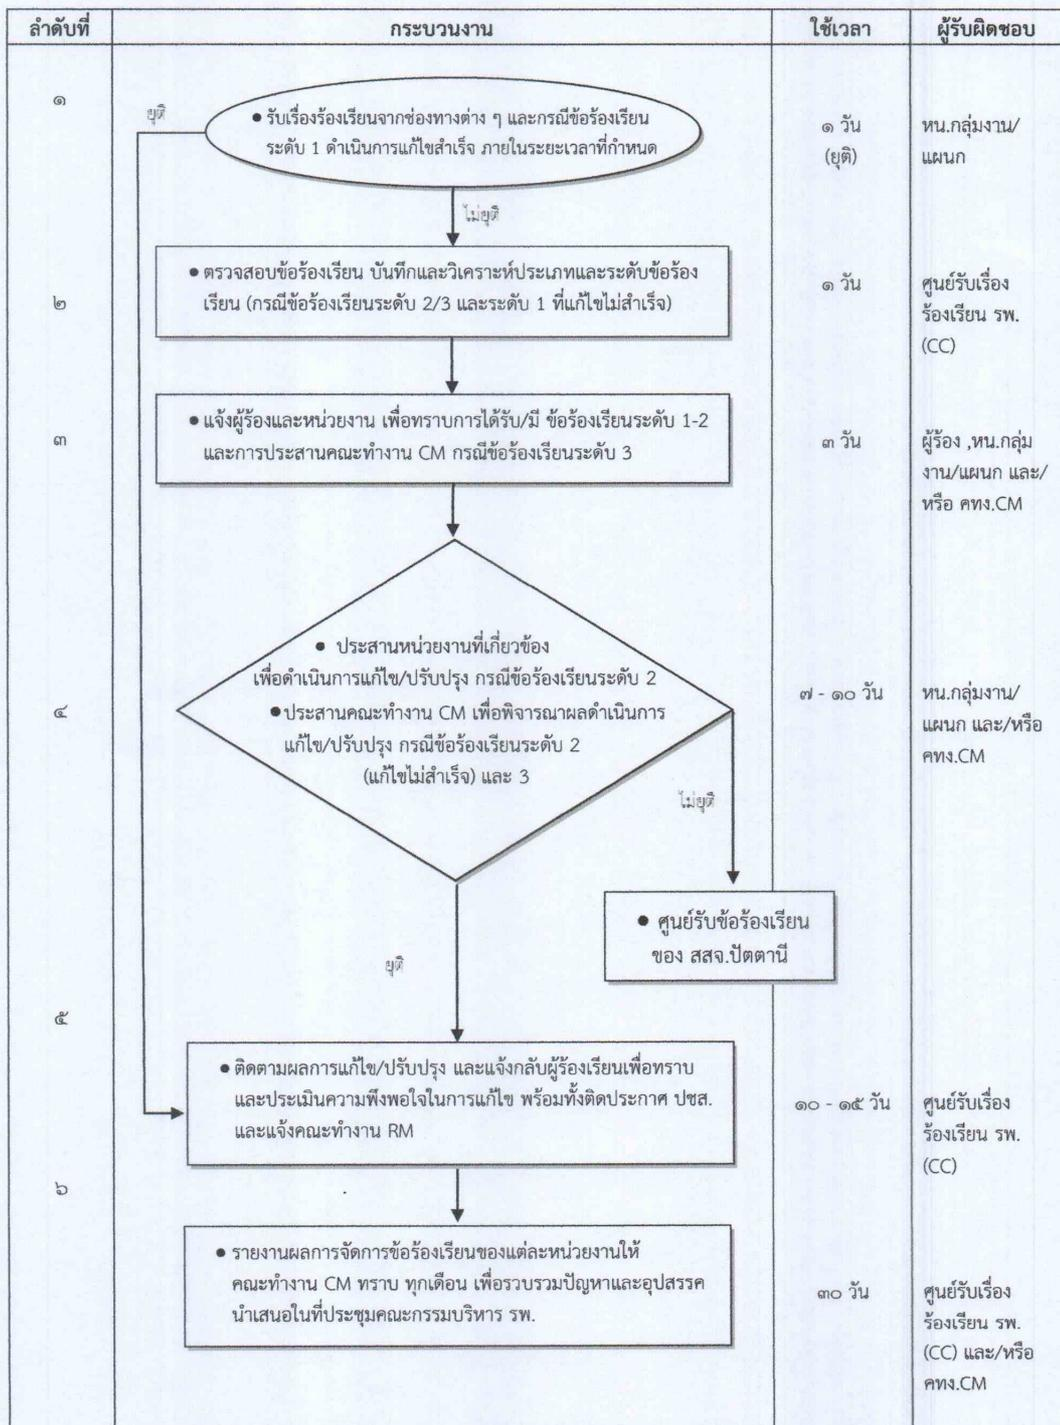 ลำดับที่ กระบวนงาน ใช้เวลา ผู้รับผิดชอบ
๑
ยุติ
● รับเรื่องร้องเรียนจากช่องทางต่าง ๆ และกรณีข้อร้องเรียน
ระดับ 1 ดำเนินการแก้ไขสำเร็จ ภายในระยะเวลาที่กำหนด
๑ วัน
(ยุติ)
หน.กลุ่มงาน/
แผนก
ไม่ยุติ
๒
● ตรวจสอบข้อร้องเรียน บันทึกและวิเคราะห์ประเภทและระดับข้อร้อง
เรียน (กรณีข้อร้องเรียนระดับ 2/3 และระดับ 1 ที่แก้ไขไม่สำเร็จ)
๑ วัน
ศูนย์รับเรื่อง
ร้องเรียน รพ.
(CC)
๓
● แจ้งผู้ร้องและหน่วยงาน เพื่อทราบการได้รับ/มี ข้อร้องเรียนระดับ 1-2
และการประสานคณะทำงาน CM กรณีข้อร้องเรียนระดับ 3
๓ วัน
ผู้ร้อง ,หน.กลุ่ม
งาน/แผนก และ/
หรือ คทง.CM
๔
● ประสานหน่วยงานที่เกี่ยวข้อง
เพื่อดำเนินการแก้ไข/ปรับปรุง กรณีข้อร้องเรียนระดับ 2
● ประสานคณะทำงาน CM เพื่อพิจารณาผลดำเนินการ
แก้ไข/ปรับปรุง กรณีข้อร้องเรียนระดับ 2
(แก้ไขไม่สำเร็จ) และ 3
๗ - ๑๐ วัน
หน.กลุ่มงาน/
แผนก และ/หรือ
คทง.CM
ไม่ยุติ
● ศูนย์รับข้อร้องเรียน
ของ สสจ.ปัตตานี
ยุติ
๕
● ติดตามผลการแก้ไข/ปรับปรุง และแจ้งกลับผู้ร้องเรียนเพื่อทราบ
และประเมินความพึงพอใจในการแก้ไข พร้อมทั้งติดประกาศ ปชส.
และแจ้งคณะทำงาน RM
๑๐ - ๑๕ วัน
ศูนย์รับเรื่อง
ร้องเรียน รพ.
(CC)
๖
● รายงานผลการจัดการข้อร้องเรียนของแต่ละหน่วยงานให้
คณะทำงาน CM ทราบ ทุกเดือน เพื่อรวบรวมปัญหาและอุปสรรค
นำเสนอในที่ประชุมคณะกรรมบริหาร รพ.
๓๐ วัน
ศูนย์รับเรื่อง
ร้องเรียน รพ.
(CC) และ/หรือ
คทง.CM